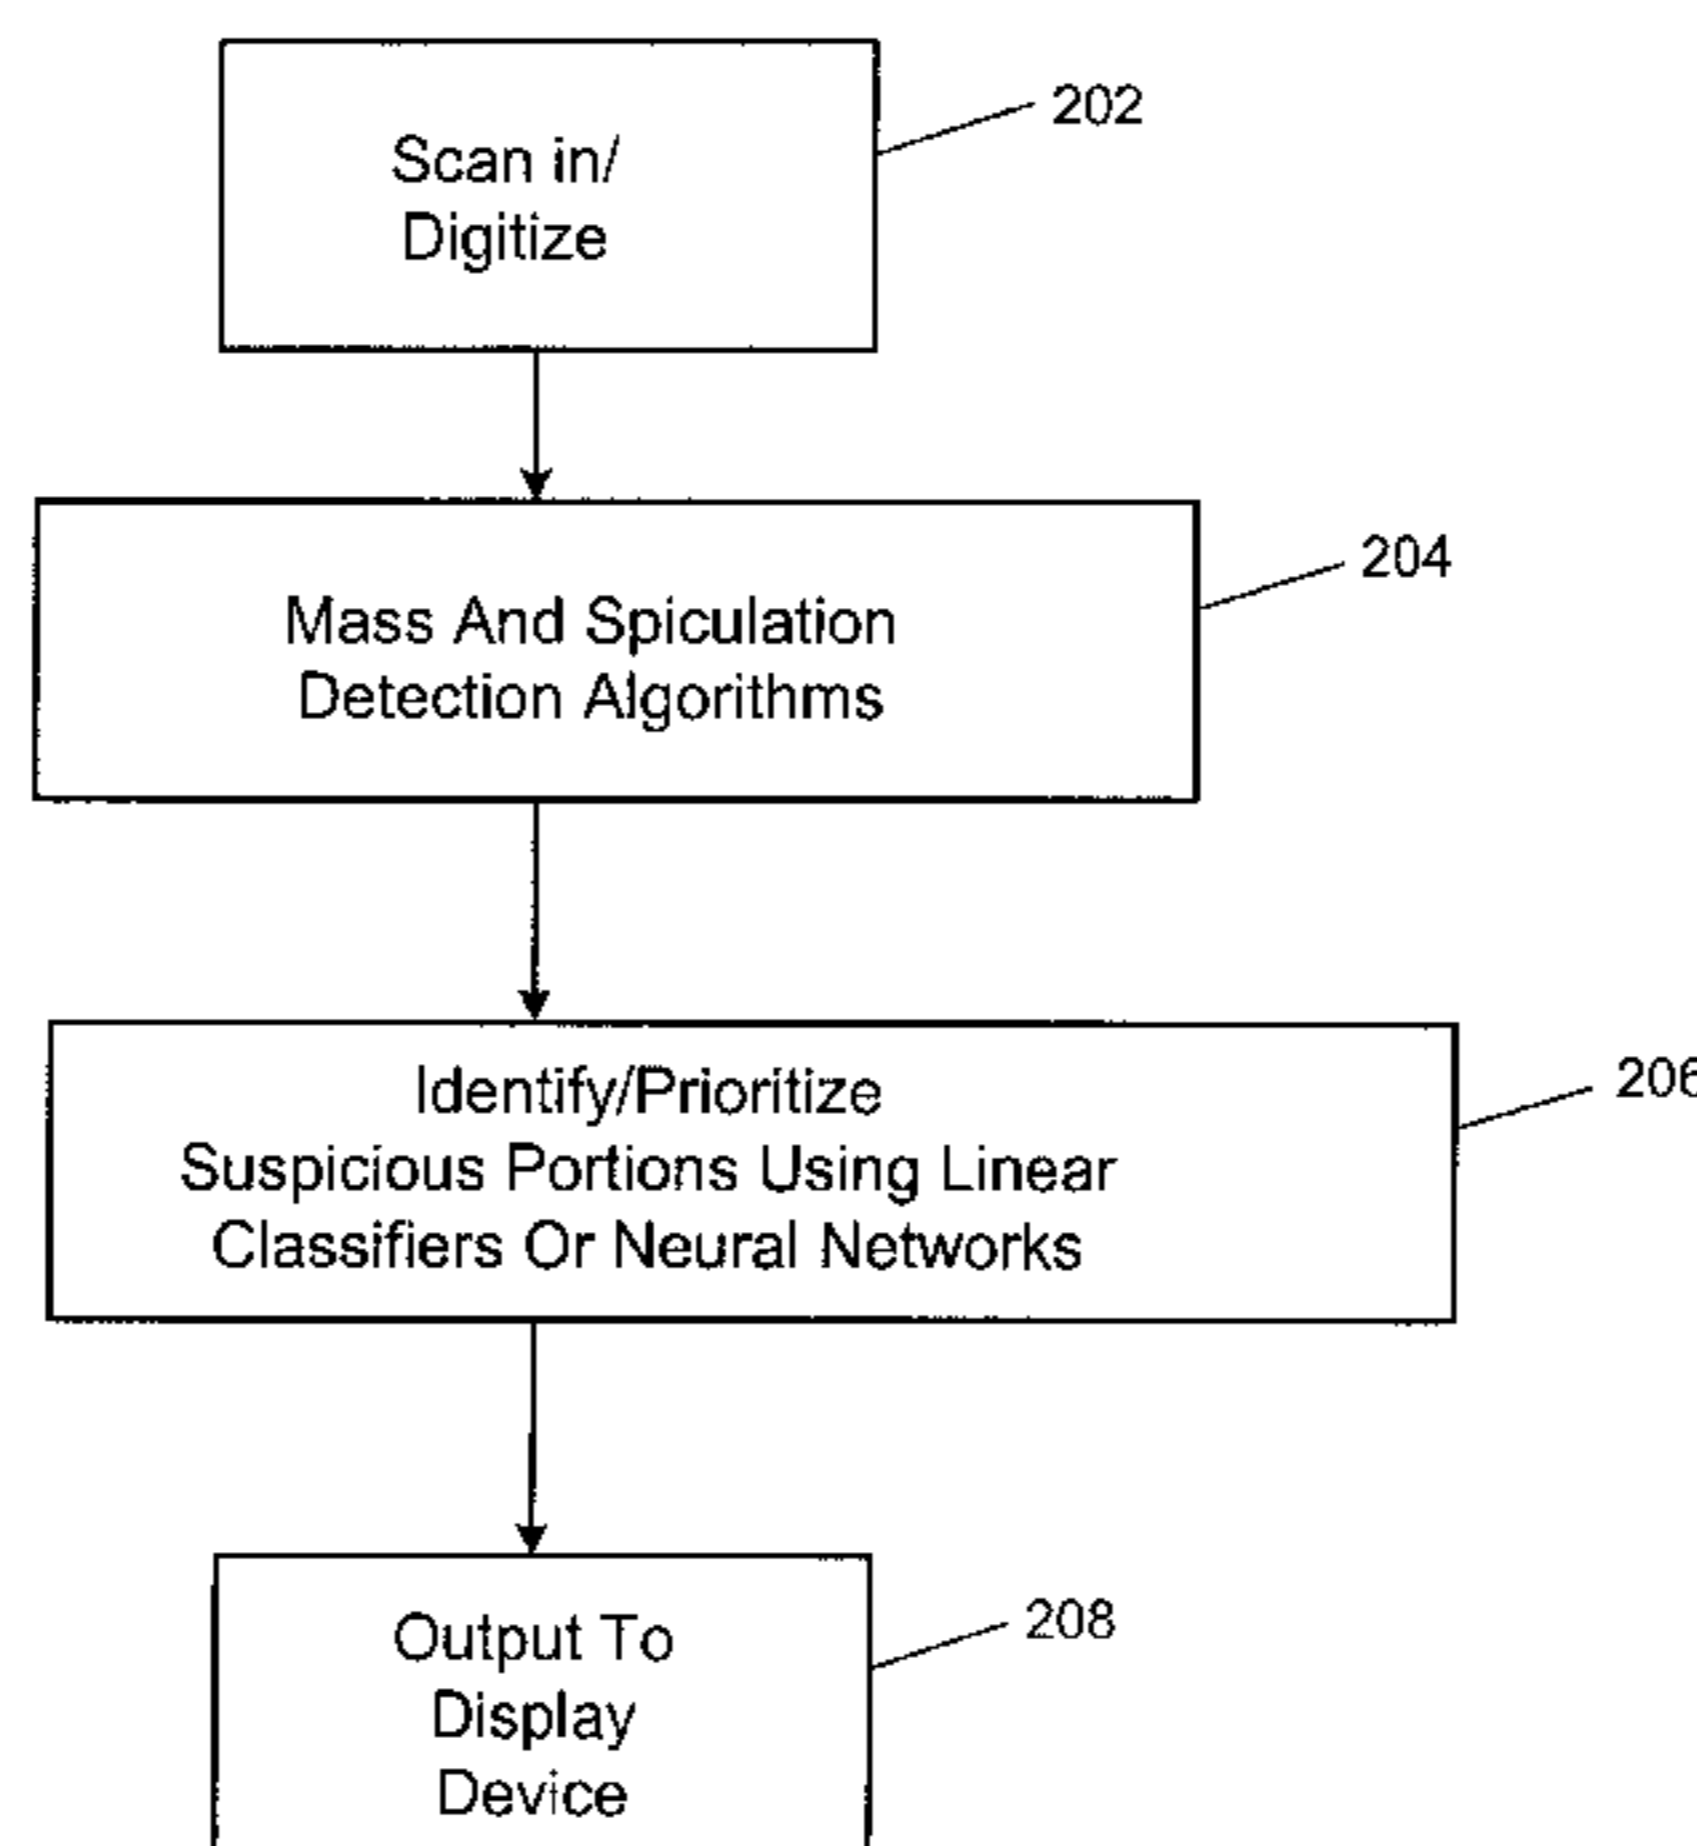 Scan in/
Digitize
202
Mass And Spiculation
Detection Algorithms
204
Identify/Prioritize
Suspicious Portions Using Linear
Classifiers Or Neural Networks
206
Output To
Display
Device
208